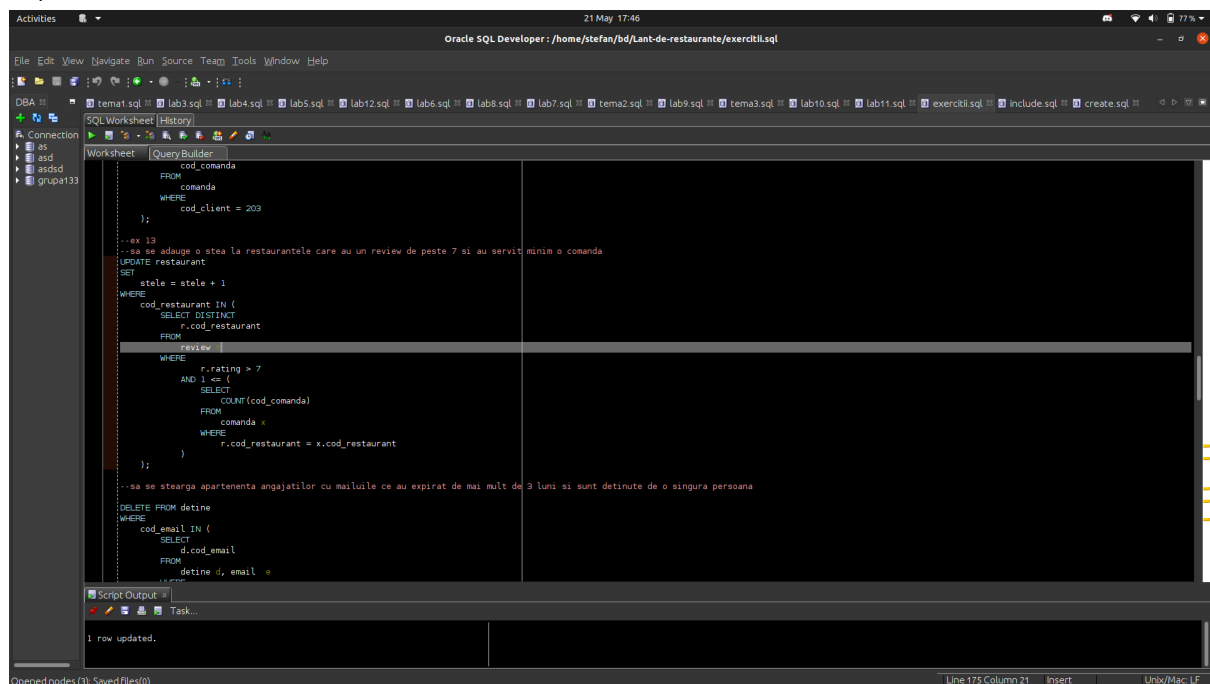 Activities
21 May 17:46
77 %
Oracle SQL Developer : /home/stefan/bd/Lant-de-restaurante/exercitii.sql
File Edit View Navigate Run Source Team Tools Window Help
DBA
tema1.sql lab3.sql lab4.sql lab5.sql lab12.sql lab6.sql lab8.sql lab7.sql tema2.sql lab9.sql tema3.sql lab10.sql lab11.sql exercitii.sql include.sql create.sql
SQL Worksheet History
Connection
as
asd
asdsd
grupa133
Worksheet Query Builder
cod_comanda
FROM
comanda
WHERE
cod_client = 203
);
--ex 13
--sa se adauge o stea la restaurantele care au un review de peste 7 si au servit minim o comanda
UPDATE restaurant
SET
stele = stele + 1
WHERE
cod_restaurant IN (
SELECT DISTINCT
r.cod_restaurant
FROM
review r
WHERE
r.rating > 7
AND 1 <= (
SELECT
COUNT(cod_comanda)
FROM
comanda x
WHERE
r.cod_restaurant = x.cod_restaurant
)
);
--sa se stearga apartenenta angajatilor cu mailuile ce au expirat de mai mult de 3 luni si sunt detinute de o singura persoana
DELETE FROM detine
WHERE
cod_email IN (
SELECT
d.cod_email
FROM
detine d, email e
WHERE
Script Output
Task...
1 row updated.
Opened nodes (3); Saved files(0)
Line 175 Column 21 Insert Unix/Mac: LF